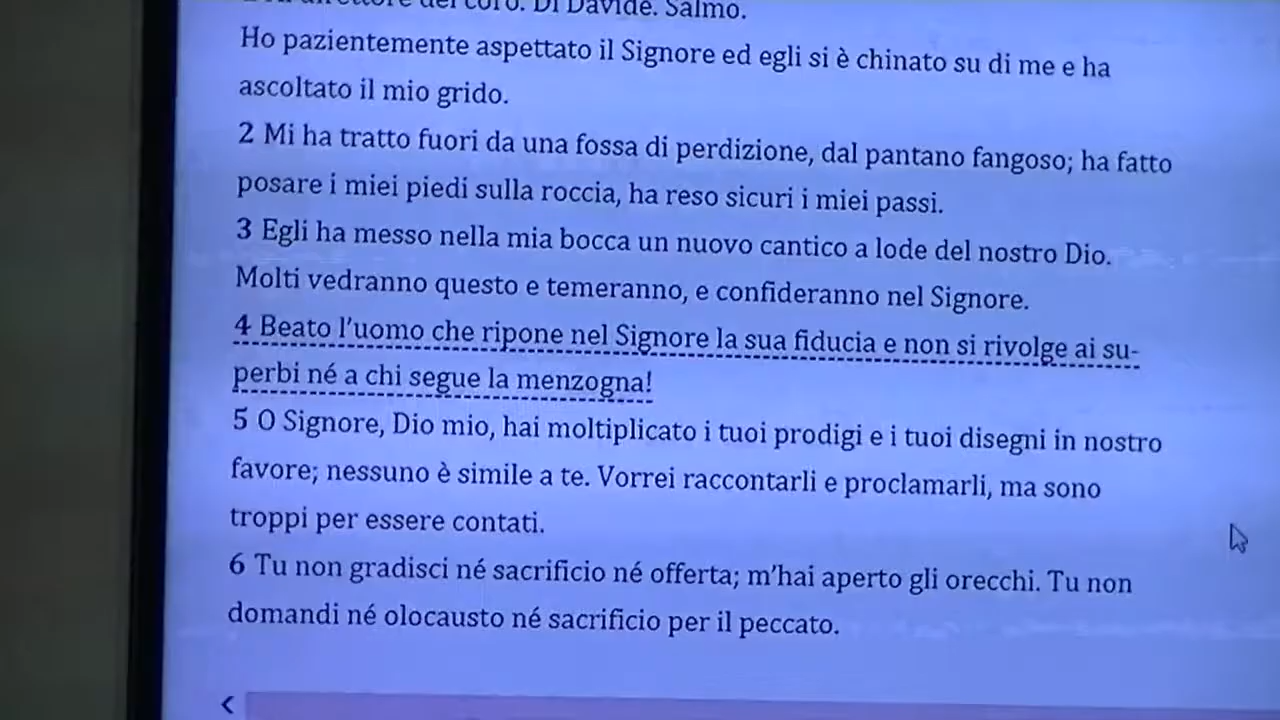 del coro. Di Davide. Salmo.
Ho pazientemente aspettato il Signore ed egli si è chinato su di me e ha
ascoltato il mio grido.
2 Mi ha tratto fuori da una fossa di perdizione, dal pantano fangoso; ha fatto
posare i miei piedi sulla roccia, ha reso sicuri i miei passi.
3 Egli ha messo nella mia bocca un nuovo cantico a lode del nostro Dio.
Molti vedranno questo e temeranno, e confideranno nel Signore.
4 Beato l’uomo che ripone nel Signore la sua fiducia e non si rivolge ai su-
perbi né a chi segue la menzogna!
5 O Signore, Dio mio, hai moltiplicato i tuoi prodigi e i tuoi disegni in nostro
favore; nessuno è simile a te. Vorrei raccontarli e proclamarli, ma sono
troppi per essere contati.
6 Tu non gradisci né sacrificio né offerta; m’hai aperto gli orecchi. Tu non
domandi né olocausto né sacrificio per il peccato.